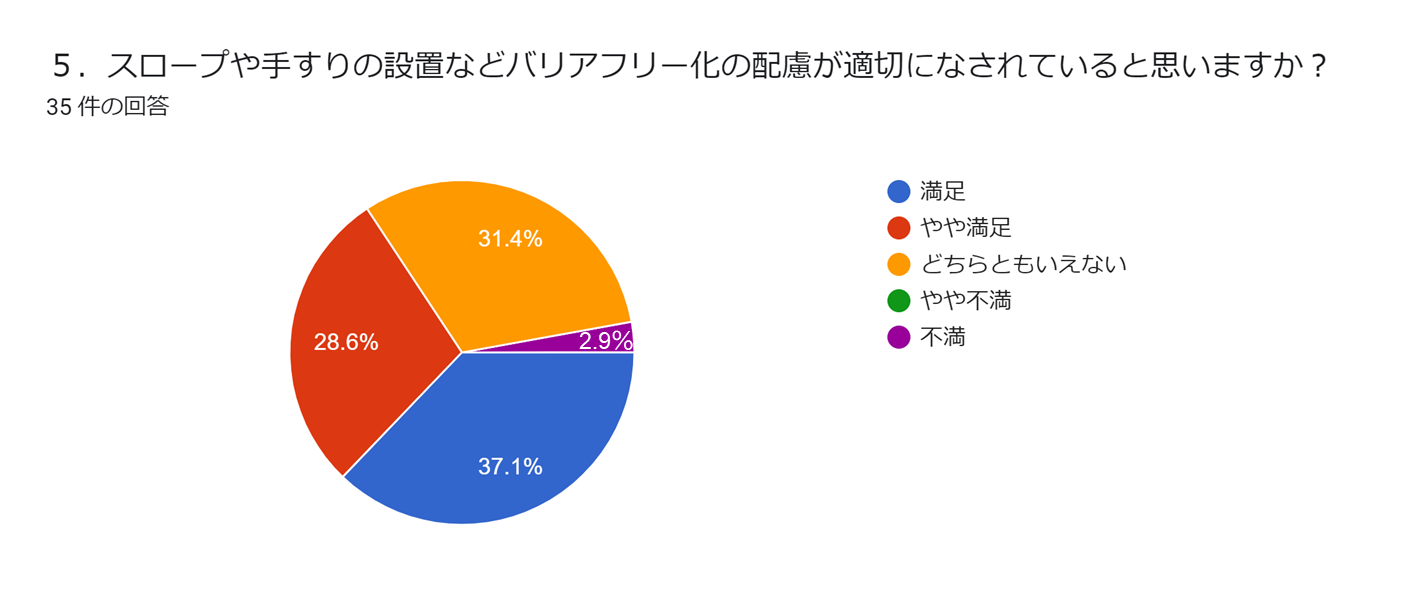 ５．スロープや手すりの設置などバリアフリー化の配慮が適切になされていると思いますか？
35 件の回答
満足
やや満足
どちらともいえない
やや不満
不満
31.4%
2.9%
28.6%
37.1%